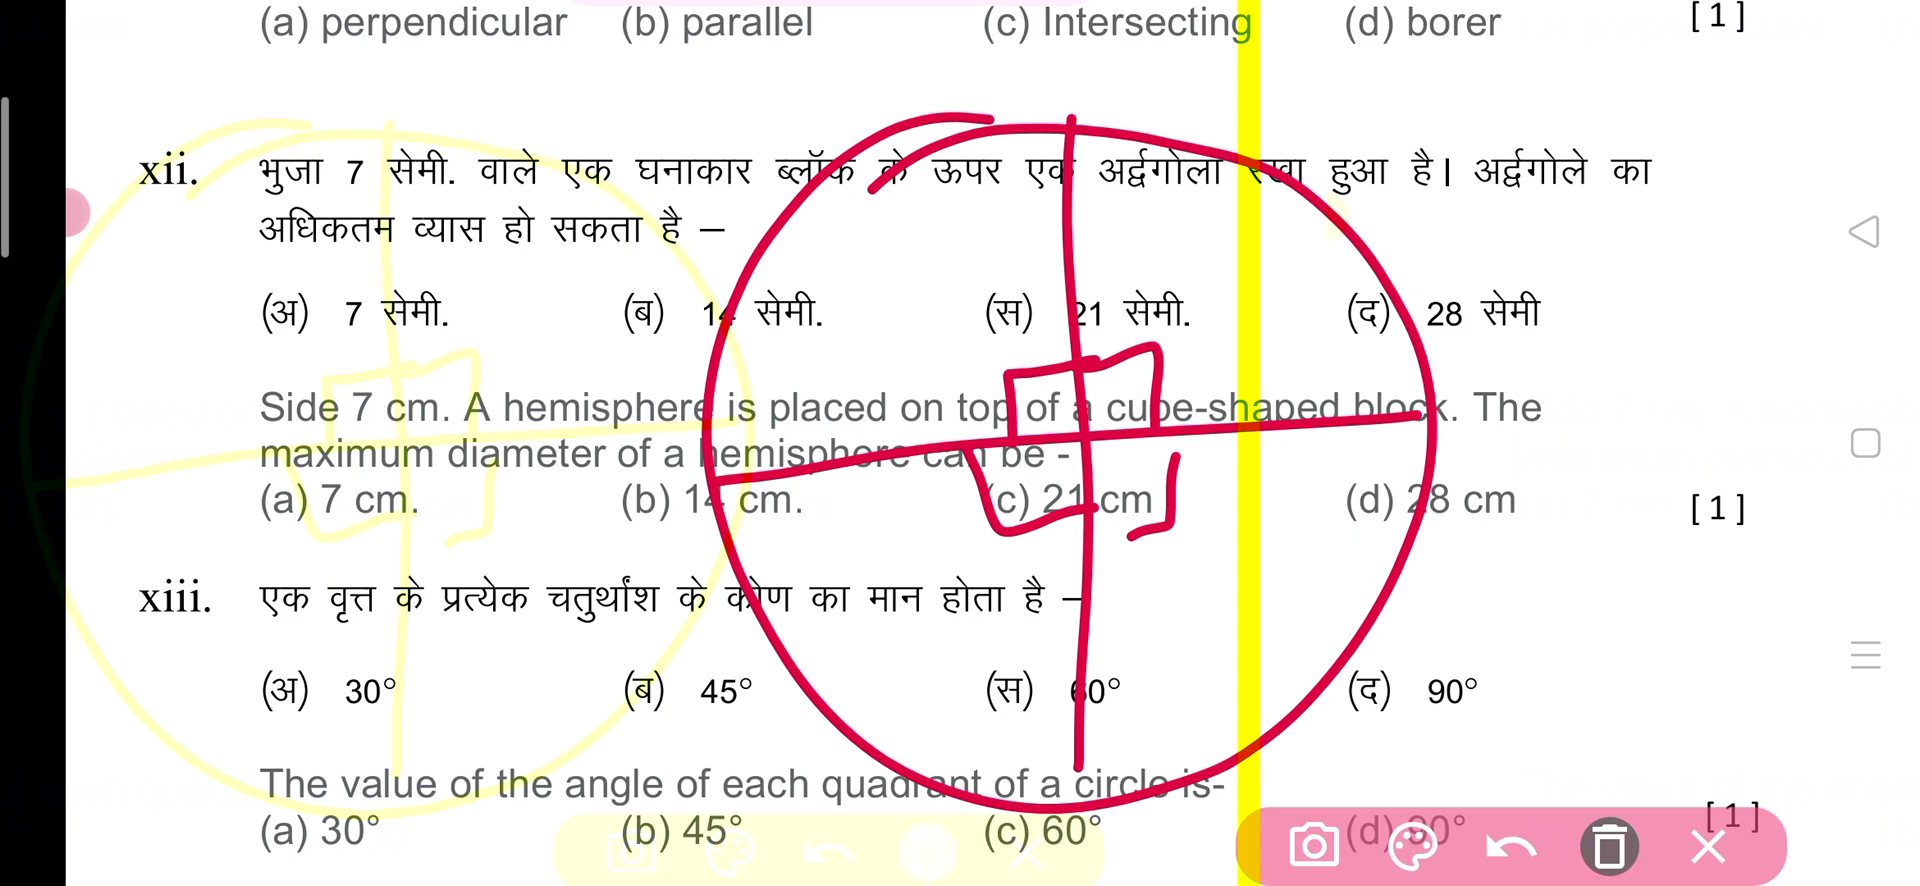 (a) perpendicular (b) parallel (c) Intersecting (d) borer [1]
xii. भुजा 7 सेमी. वाले एक घनाकार ब्लॉक के ऊपर एक अर्द्वगोला रखा हुआ है। अर्द्वगोले का
अधिकतम व्यास हो सकता है –
(अ) 7 सेमी. (ब) 14 सेमी. (स) 21 सेमी. (द) 28 सेमी
Side 7 cm. A hemisphere is placed on top of a cube-shaped block. The
maximum diameter of a hemisphere can be -
(a) 7 cm. (b) 14 cm. (c) 21 cm (d) 28 cm [1]
xiii. एक वृत्त के प्रत्येक चतुर्थांश के कोण का मान होता है –
(अ) 30° (ब) 45° (स) 60° (द) 90°
The value of the angle of each quadrant of a circle is-
(a) 30° (b) 45° (c) 60° (d) 90° [1]